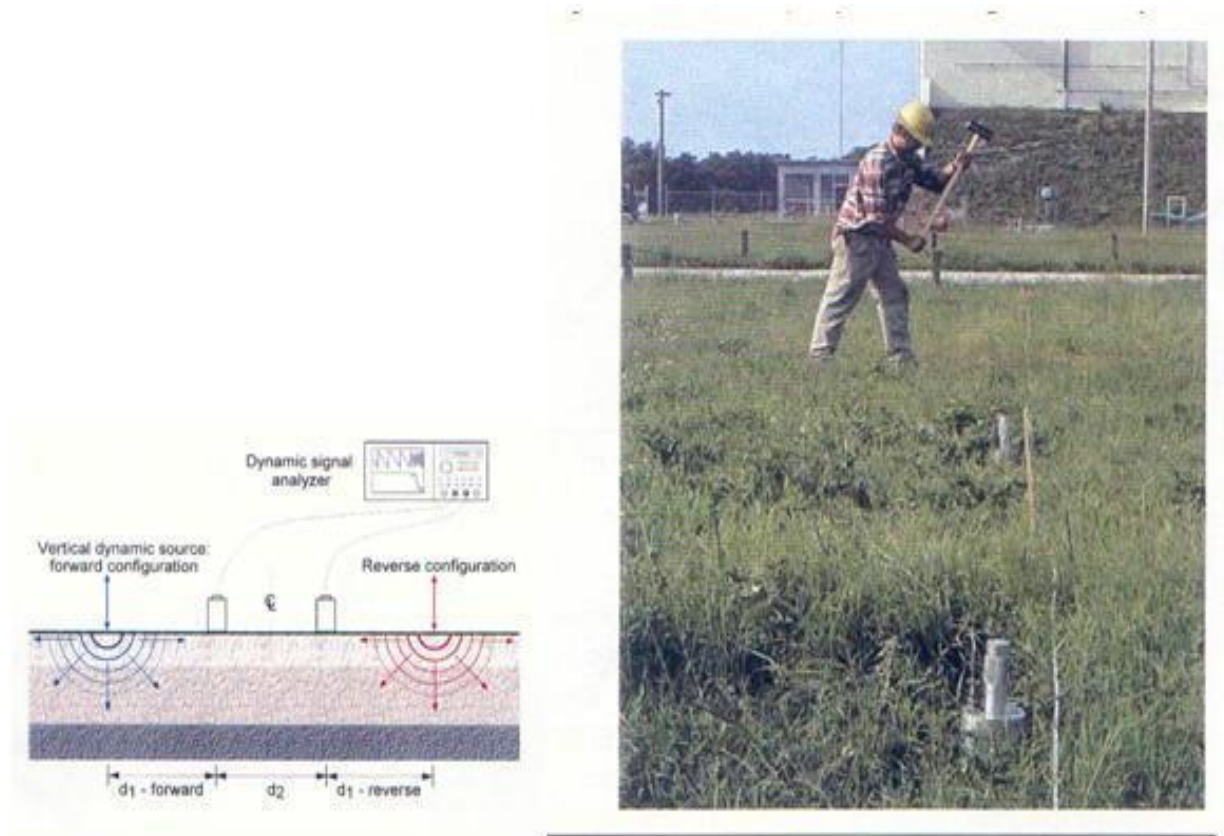 Dynamic signal
analyzer
Vertical dynamic source:
forward configuration
Reverse configuration
℄
d1 - forward
d2
d1 - reverse